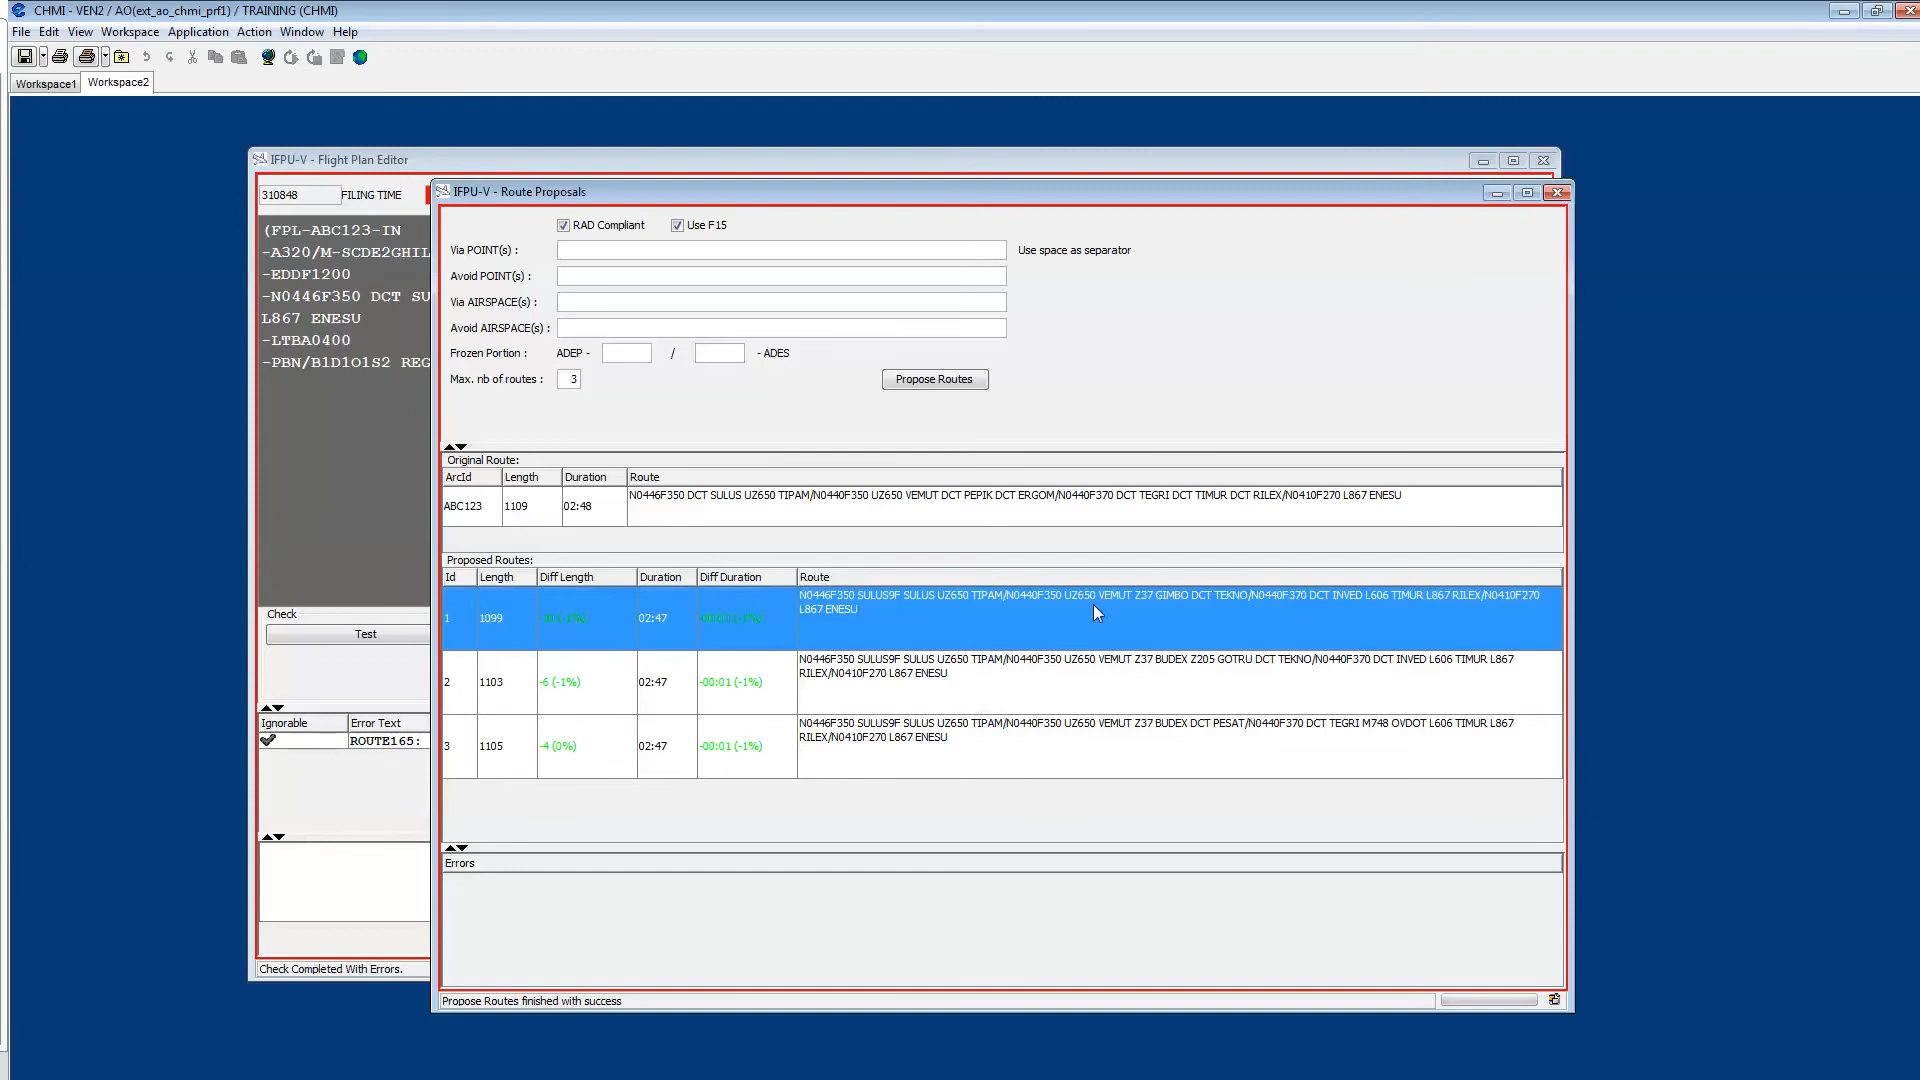 CHMI - VEN2 / AO(ext_ao_chmi_prf1) / TRAINING (CHMI)
File Edit View Workspace Application Action Window Help
Workspace1 Workspace2
IFPU-V - Flight Plan Editor
310848 FILING TIME
(FPL-ABC123-IN
-A320/M-SCDE2GHIL
-EDDF1200
-N0446F350 DCT SU
L867 ENESU
-LTBA0400
-PBN/B1D1O1S2 REG
Check
Test
Ignorable Error Text
ROUTE165:
Check Completed With Errors.
IFPU-V - Route Proposals
RAD Compliant Use F15
Via POINT(s) : Use space as separator
Avoid POINT(s) :
Via AIRSPACE(s) :
Avoid AIRSPACE(s) :
Frozen Portion : ADEP - / - ADES
Max. nb of routes : 3 Propose Routes
Original Route:
ArcId Length Duration Route
ABC123 1109 02:48 N0446F350 DCT SULUS UZ650 TIPAM/N0440F350 UZ650 VEMUT DCT PEPIK DCT ERGOM/N0440F370 DCT TEGRI DCT TIMUR DCT RILEX/N0410F270 L867 ENESU
Proposed Routes:
Id Length Diff Length Duration Diff Duration Route
1 1099 (-1%) 02:47 (-1%) N0446F350 SULUS9F SULUS UZ650 TIPAM/N0440F350 UZ650 VEMUT Z37 GIMBO DCT TEKNO/N0440F370 DCT INVED L606 TIMUR L867 RILEX/N0410F270
L867 ENESU
2 1103 -6 (-1%) 02:47 -00:01 (-1%) N0446F350 SULUS9F SULUS UZ650 TIPAM/N0440F350 UZ650 VEMUT Z37 BUDEX Z205 GOTRU DCT TEKNO/N0440F370 DCT INVED L606 TIMUR L867
RILEX/N0410F270 L867 ENESU
3 1105 -4 (0%) 02:47 -00:01 (-1%) N0446F350 SULUS9F SULUS UZ650 TIPAM/N0440F350 UZ650 VEMUT Z37 BUDEX DCT PESAT/N0440F370 DCT TEGRI M748 OVDOT L606 TIMUR L867
RILEX/N0410F270 L867 ENESU
Errors
Propose Routes finished with success